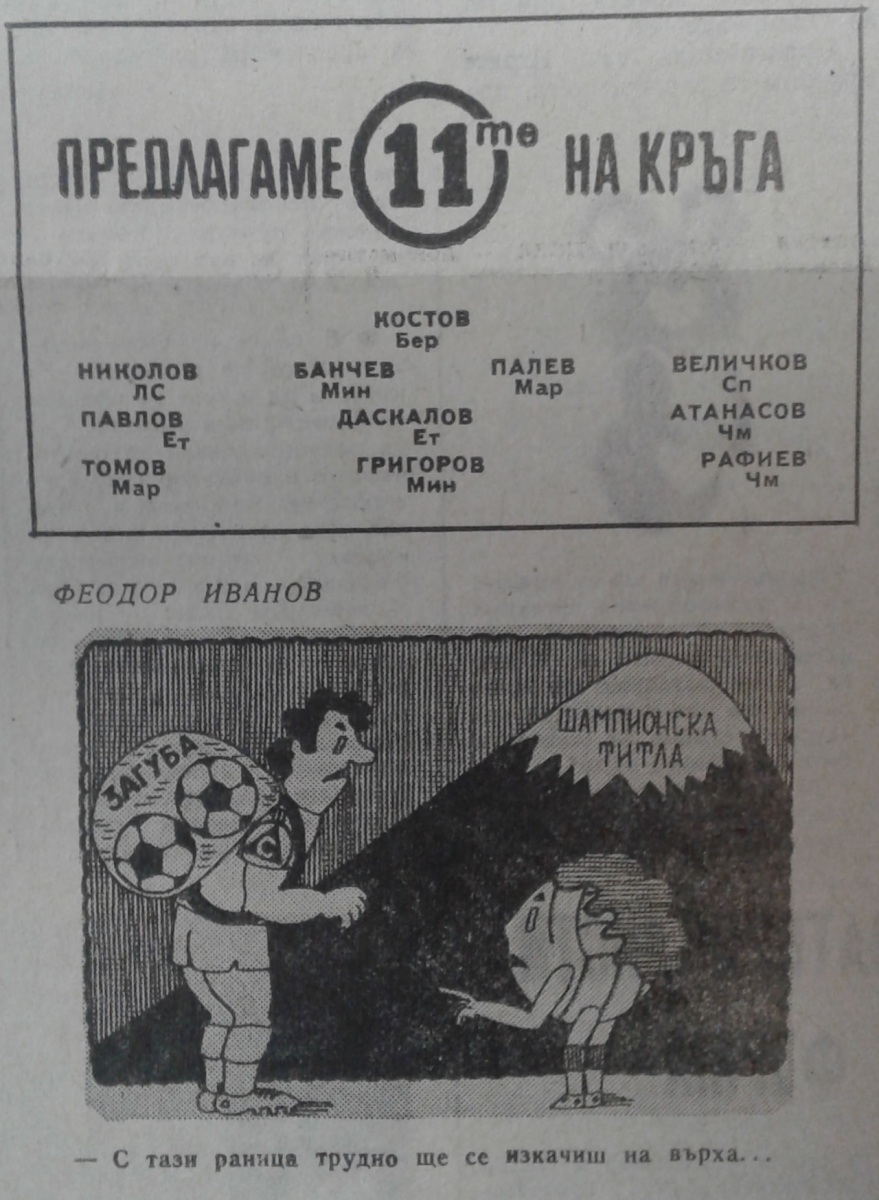 ПРЕДЛАГАМЕ 11те НА КРЪГА
КОСТОВ
Бер
НИКОЛОВ БАНЧЕВ ПАЛЕВ ВЕЛИЧКОВ
ЛС Мин Мар Сп
ПАВЛОВ ДАСКАЛОВ АТАНАСОВ
Ет Ет Чм
ТОМОВ ГРИГОРОВ РАФИЕВ
Мар Мин Чм
ФЕОДОР ИВАНОВ
ЗАГУБА
С
ШАМПИОНСКА
ТИТЛА
— С тази раница трудно ще се изкачиш на върха...